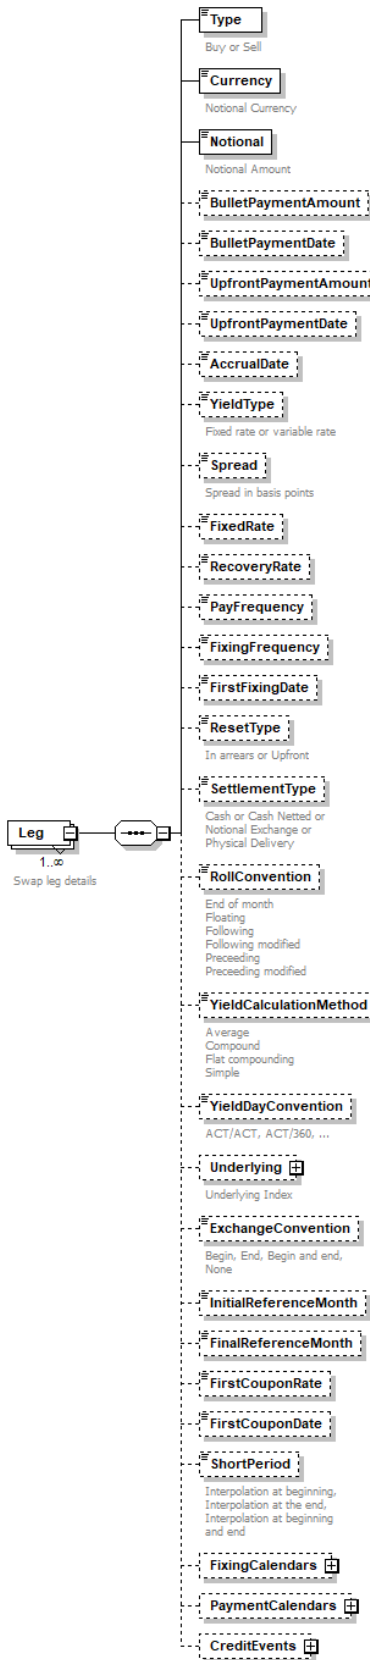 Type
Buy or Sell
Currency
Notional Currency
Notional
Notional Amount
BulletPaymentAmount
BulletPaymentDate
UpfrontPaymentAmount
UpfrontPaymentDate
AccrualDate
YieldType
Fixed rate or variable rate
Spread
Spread in basis points
FixedRate
RecoveryRate
PayFrequency
FixingFrequency
FirstFixingDate
ResetType
In arrears or Upfront
SettlementType
Cash or Cash Netted or
Notional Exchange or
Physical Delivery
Leg
1..∞
Swap leg details
RollConvention
End of month
Floating
Following
Following modified
Preceeding
Preceeding modified
YieldCalculationMethod
Average
Compound
Flat compounding
Simple
YieldDayConvention
ACT/ACT, ACT/360, ...
Underlying
Underlying Index
ExchangeConvention
Begin, End, Begin and end,
None
InitialReferenceMonth
FinalReferenceMonth
FirstCouponRate
FirstCouponDate
ShortPeriod
Interpolation at beginning,
Interpolation at the end,
Interpolation at beginning
and end
FixingCalendars
PaymentCalendars
CreditEvents